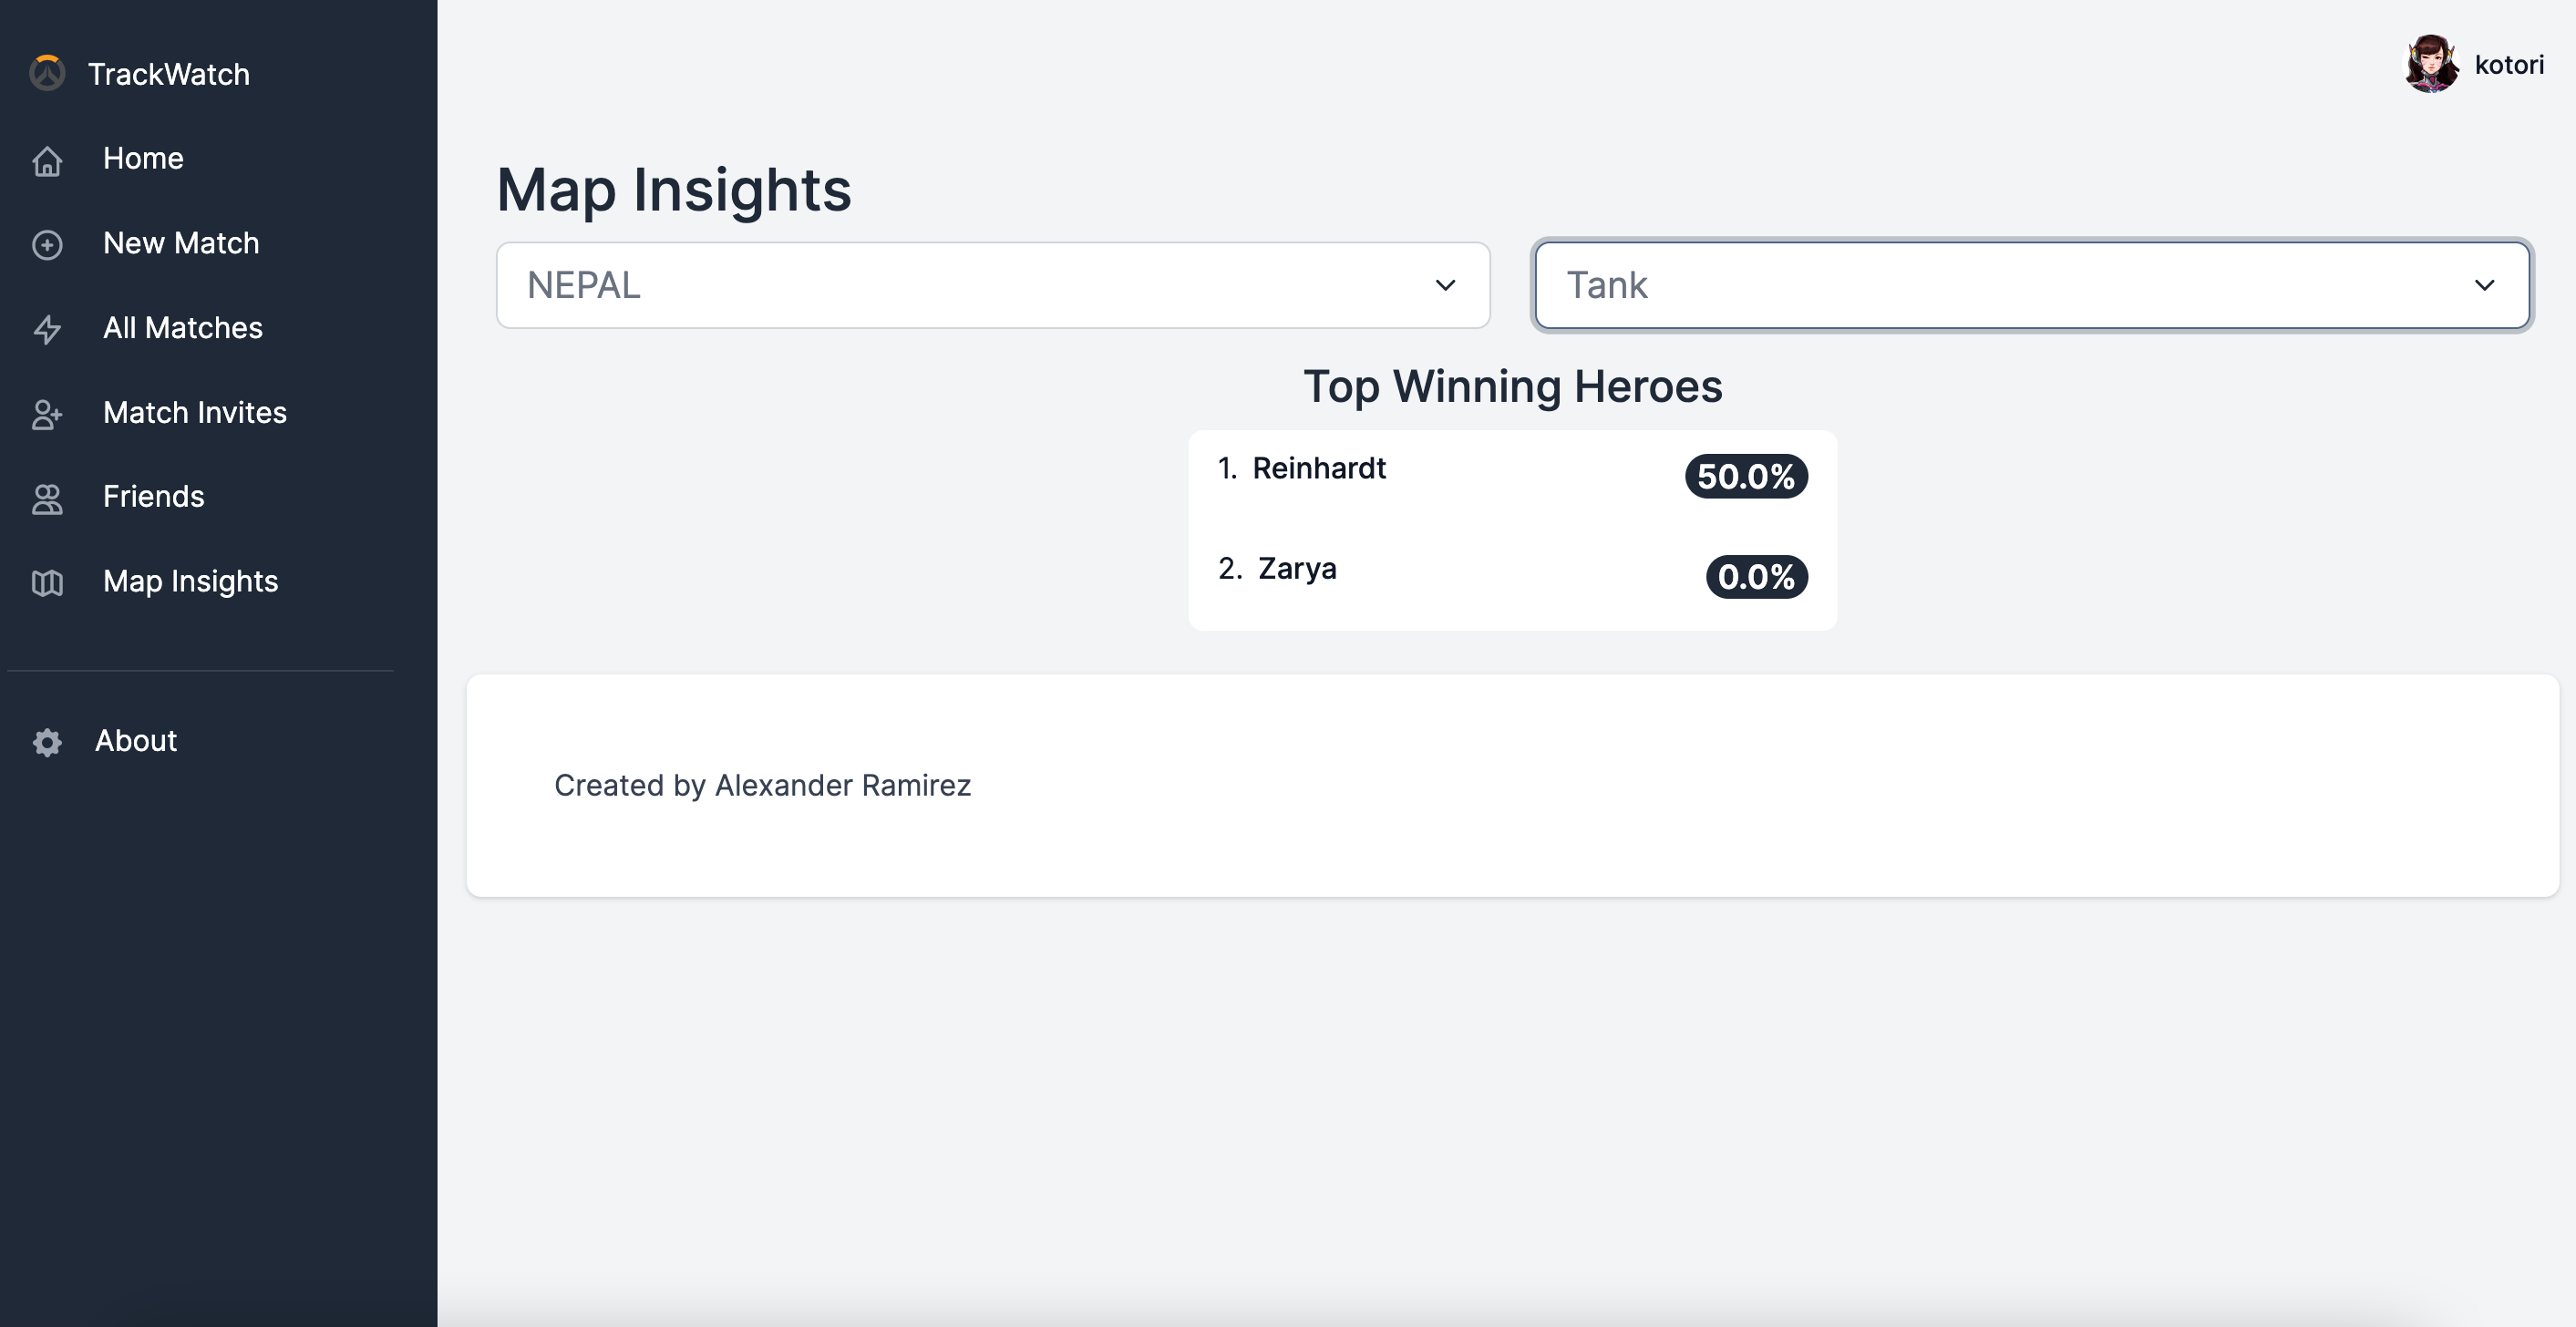 TrackWatch
Home
New Match
All Matches
Match Invites
Friends
Map Insights
About
kotori
Map Insights
NEPAL
Tank
Top Winning Heroes
1. Reinhardt 50.0%
2. Zarya 0.0%
Created by Alexander Ramirez